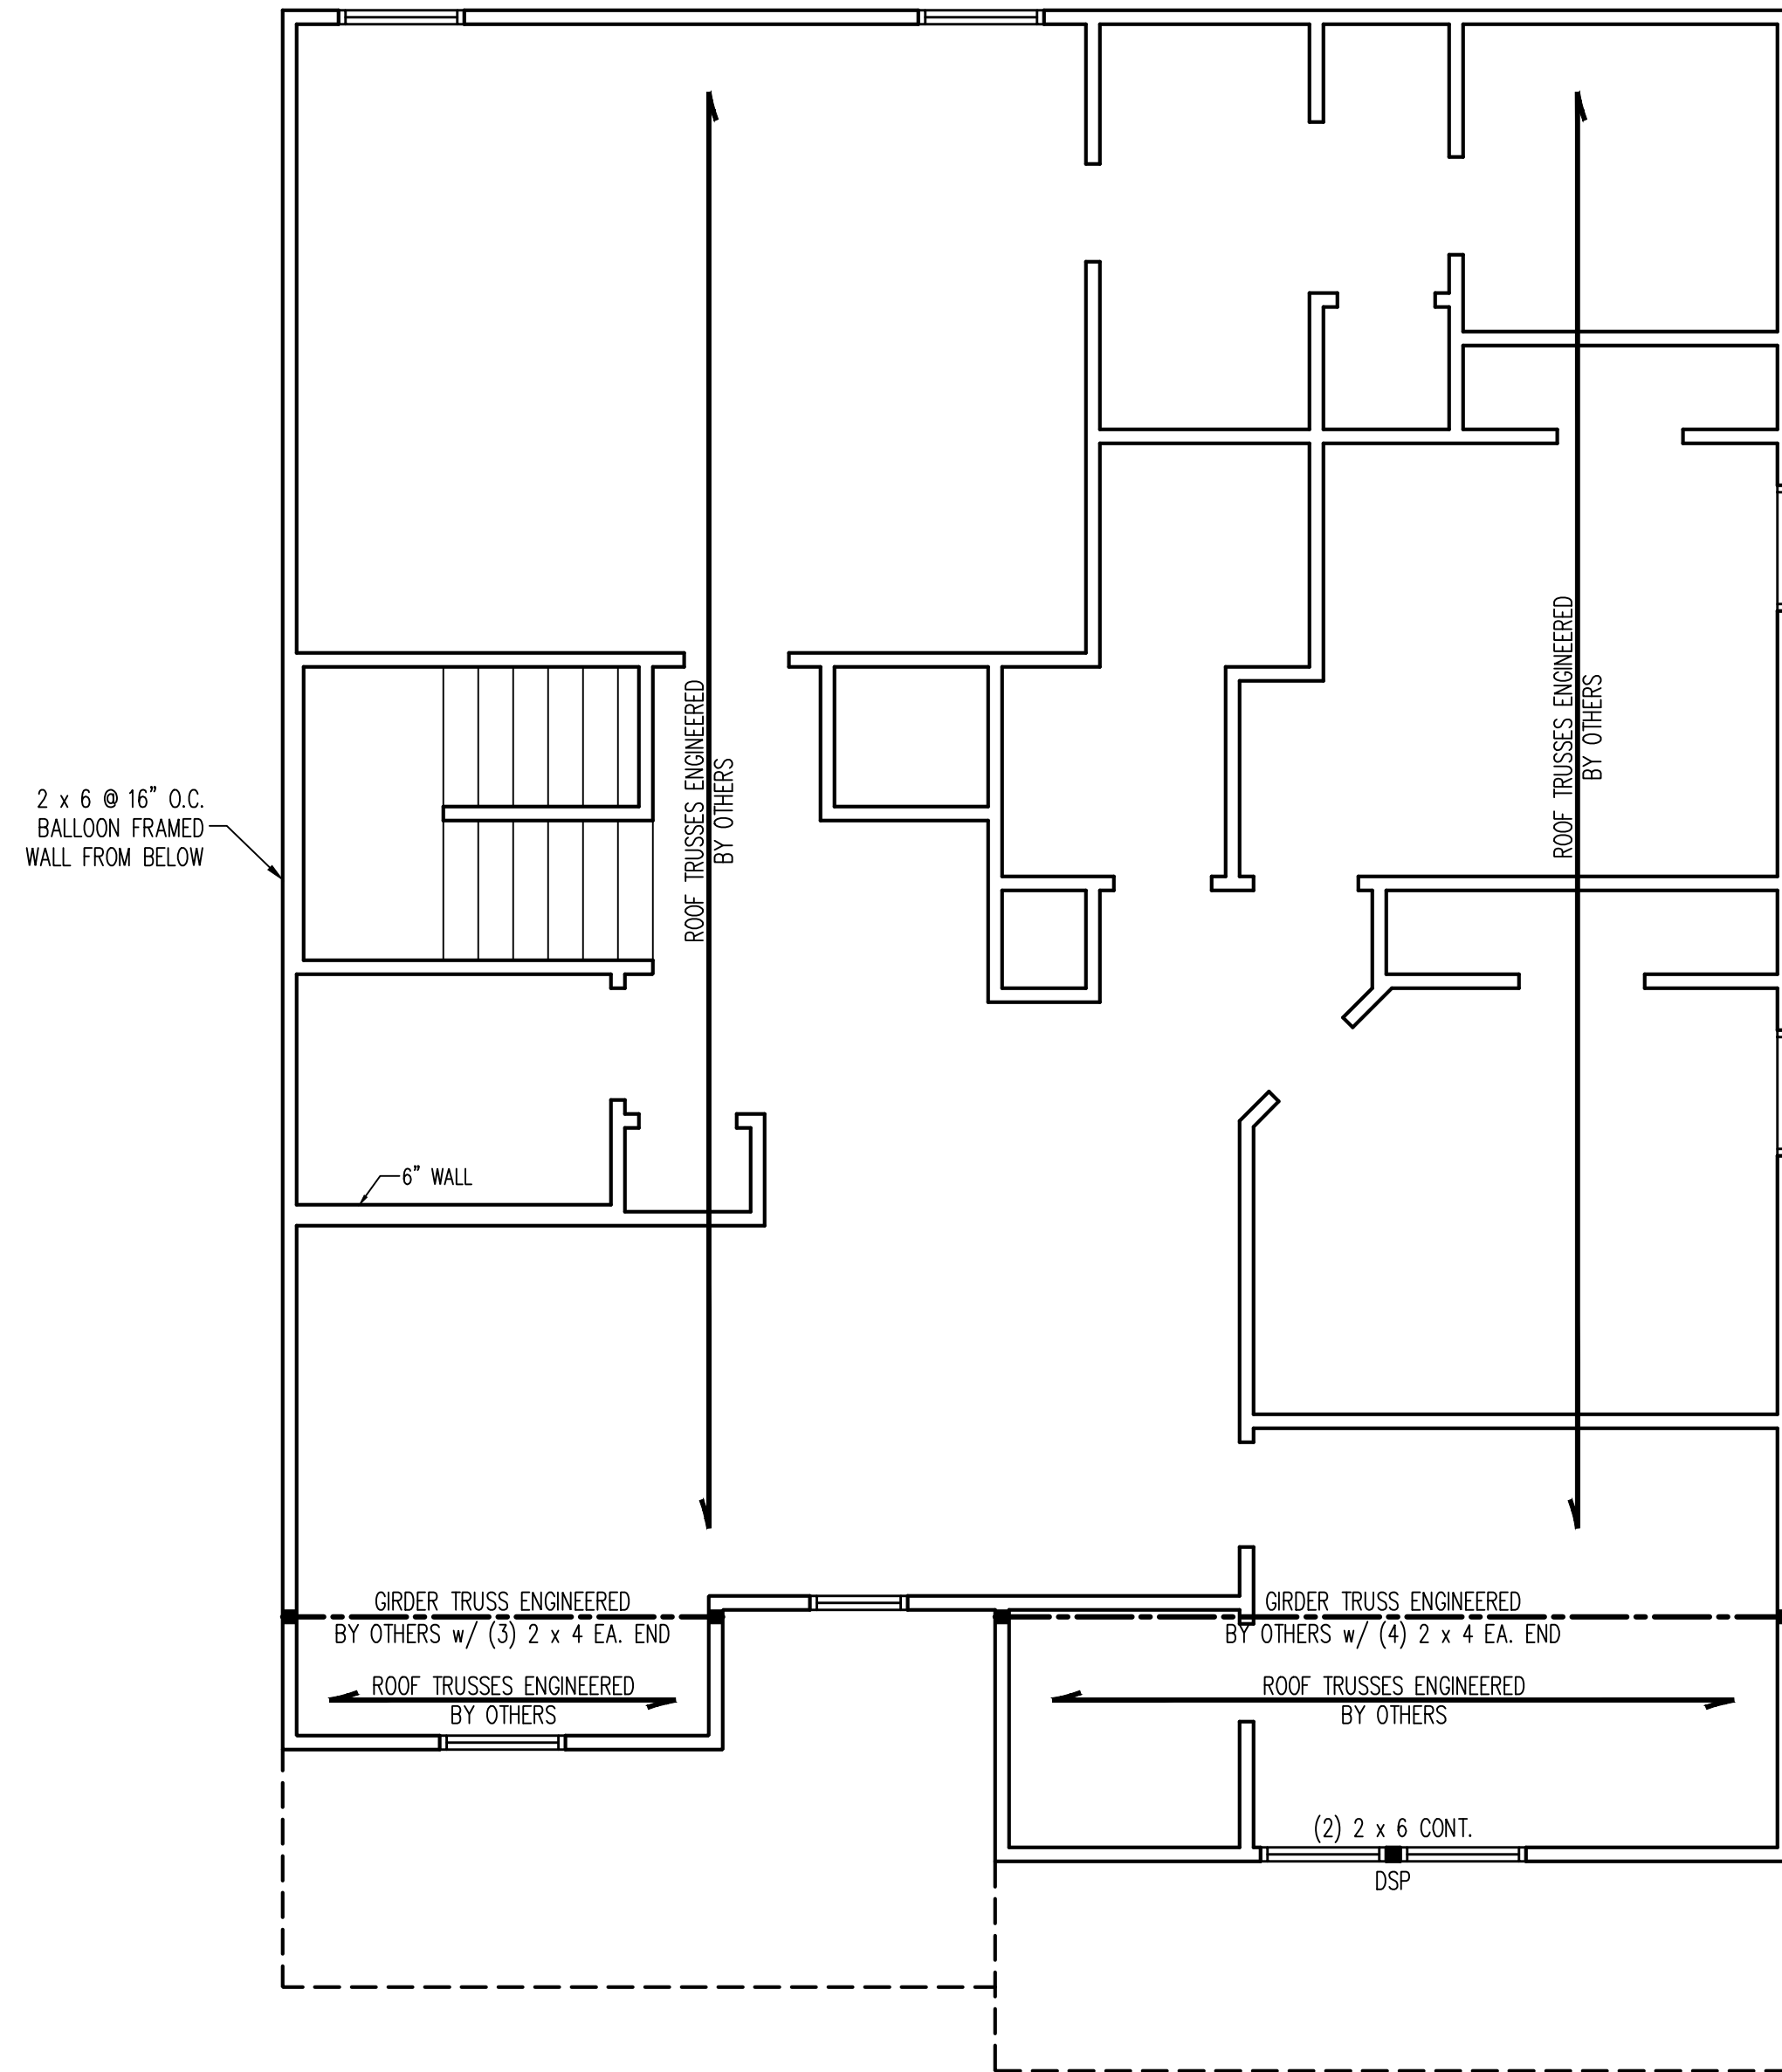 ROOF TRUSSES ENGINEERED
BY OTHERS
ROOF TRUSSES ENGINEERED
BY OTHERS
2 x 6 @ 16" O.C.
BALLOON FRAMED
WALL FROM BELOW
6" WALL
GIRDER TRUSS ENGINEERED
BY OTHERS w/ (3) 2 x 4 EA. END
GIRDER TRUSS ENGINEERED
BY OTHERS w/ (4) 2 x 4 EA. END
ROOF TRUSSES ENGINEERED
BY OTHERS
ROOF TRUSSES ENGINEERED
BY OTHERS
(2) 2 x 6 CONT.
DSP